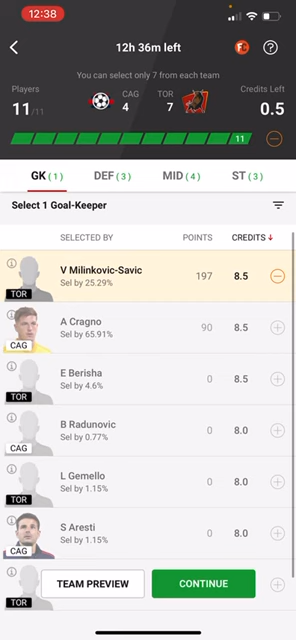 12:38
12h 36m left
FC
?
You can select only 7 from each team
Players
CAG
TOR
Credits Left
11/11
4
7
0.5
11
GK (1) DEF (3) MID (4) ST (3)
Select 1 Goal-Keeper
SELECTED BY POINTS CREDITS ↓
V Milinkovic-Savic
Sel by 25.29%
197 8.5
TOR
A Cragno
Sel by 65.91%
90 8.5
CAG
E Berisha
Sel by 4.6%
0 8.5
TOR
B Radunovic
Sel by 0.77%
0 8.0
CAG
L Gemello
Sel by 1.15%
0 8.0
TOR
S Aresti
Sel by 1.15%
0 8.0
CAG
TEAM PREVIEW CONTINUE
TOR